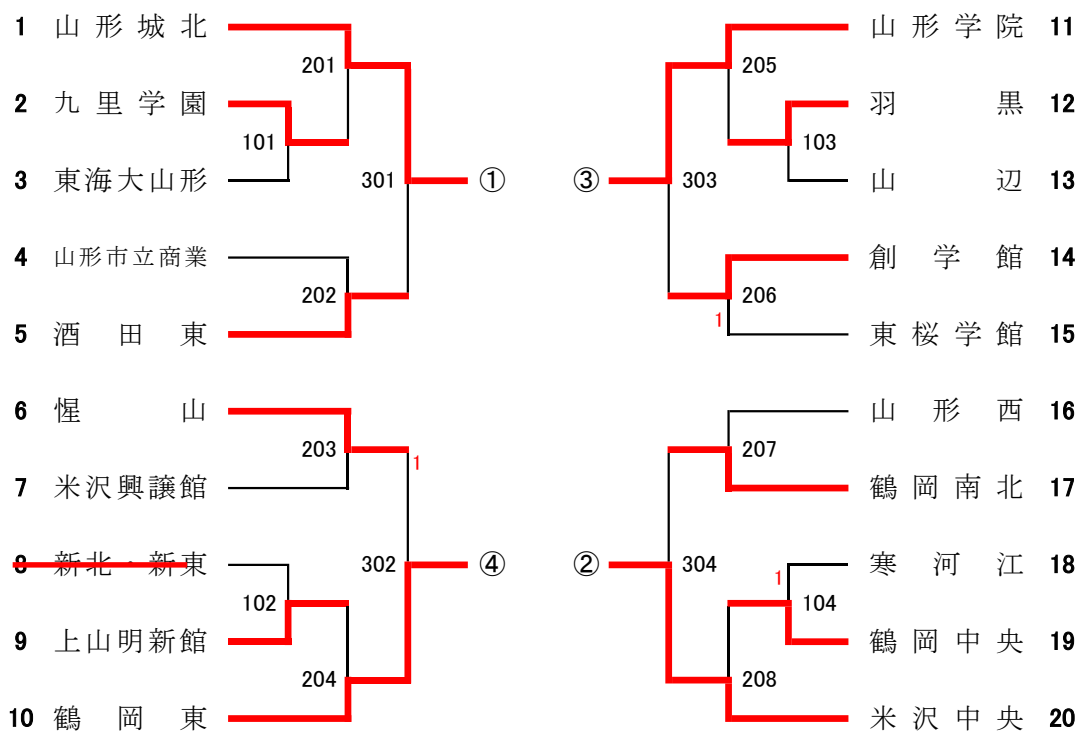 1 山形城北
201
2 九里学園
101
3 東海大山形
301 ①
4 山形市立商業
202
5 酒田東
6 惺山
203
1
7 米沢興譲館
8 新北・新東
302 ④
102
9 上山明新館
204
10 鶴岡東
山形学院 11
205
羽黒 12
103
山辺 13
③ 303
創学館 14
206
1
東桜学館 15
山形西 16
207
鶴岡南北 17
② 304
寒河江 18
1
104
鶴岡中央 19
208
米沢中央 20